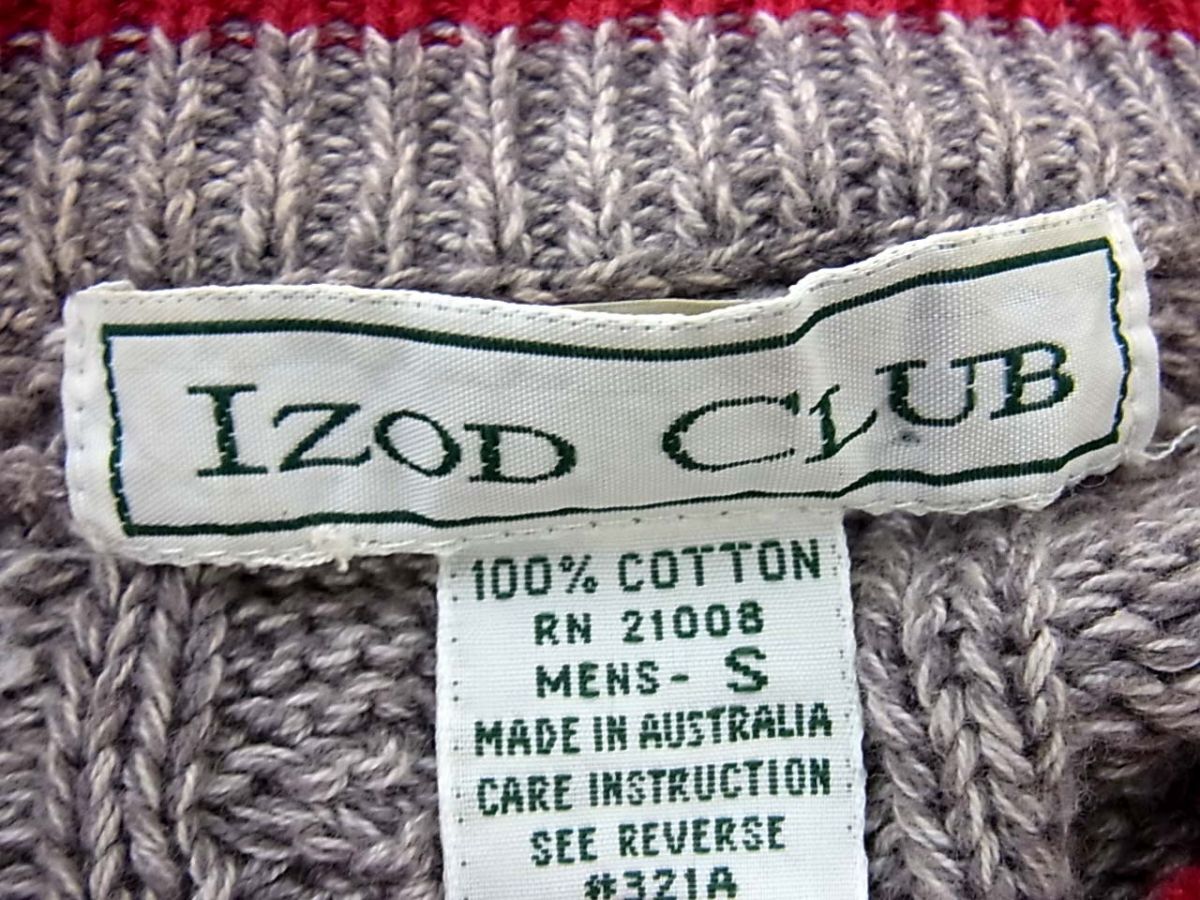 IZOD CLUB
100% COTTON
RN 21008
MENS- S
MADE IN AUSTRALIA
CARE INSTRUCTION
SEE REVERSE
#321A